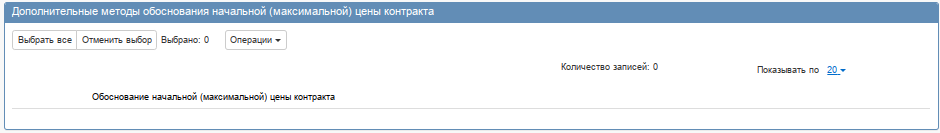 Дополнительные методы обоснования начальной (максимальной) цены контракта
Выбрать все Отменить выбор Выбрано: 0 Операции
Количество записей: 0 Показывать по 20
Обоснование начальной (максимальной) цены контракта